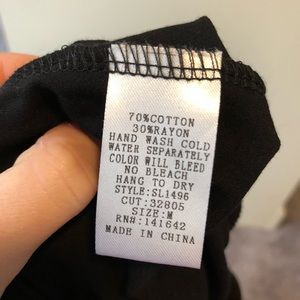 70%COTTON
30%RAYON
HAND WASH COLD
WATER SEPARATELY
COLOR WILL BLEED
NO BLEACH
HANG TO DRY
STYLE:SL1496
CUT:32805
SIZE:M
RN#:141642
MADE IN CHINA